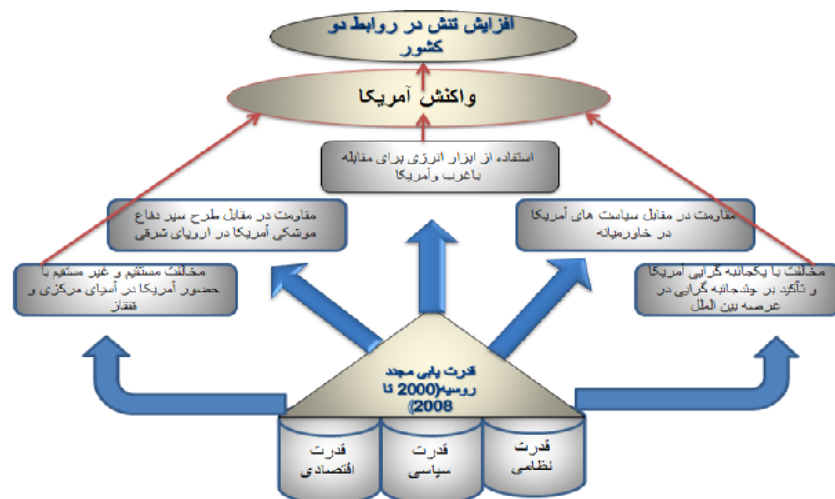 افزایش تنش در روابط دو
کشور
واکنش آمریکا
استفاده از ابزار انرژی برای مقابله
باغرب وآمریکا
مقاومت در مقابل سیاست های آمریکا
در خاورمیانه
مقاومت در مقابل طرح سپر دفاع
موشکی آمریکا در اروپای شرقی
مخالفت با یکجانبه گرایی آمریکا
و تأکید بر چندجانبه گرایی در
عرصه بین الملل
مخالفت مستقیم و غیر مستقیم با
حضور آمریکا در آسیای مرکزی و
قفقاز
قدرت یابی مجدد
روسیه(2000 تا
2008)
قدرت
نظامی
قدرت
سیاسی
قدرت
اقتصادی